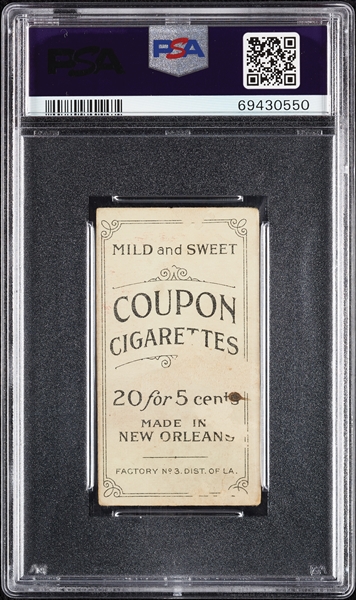 PSA
PSA
69430550
MILD and SWEET
COUPON
CIGARETTES
20 for 5 cents
MADE IN
NEW ORLEANS
FACTORY Nº 3. DIST. OF LA.